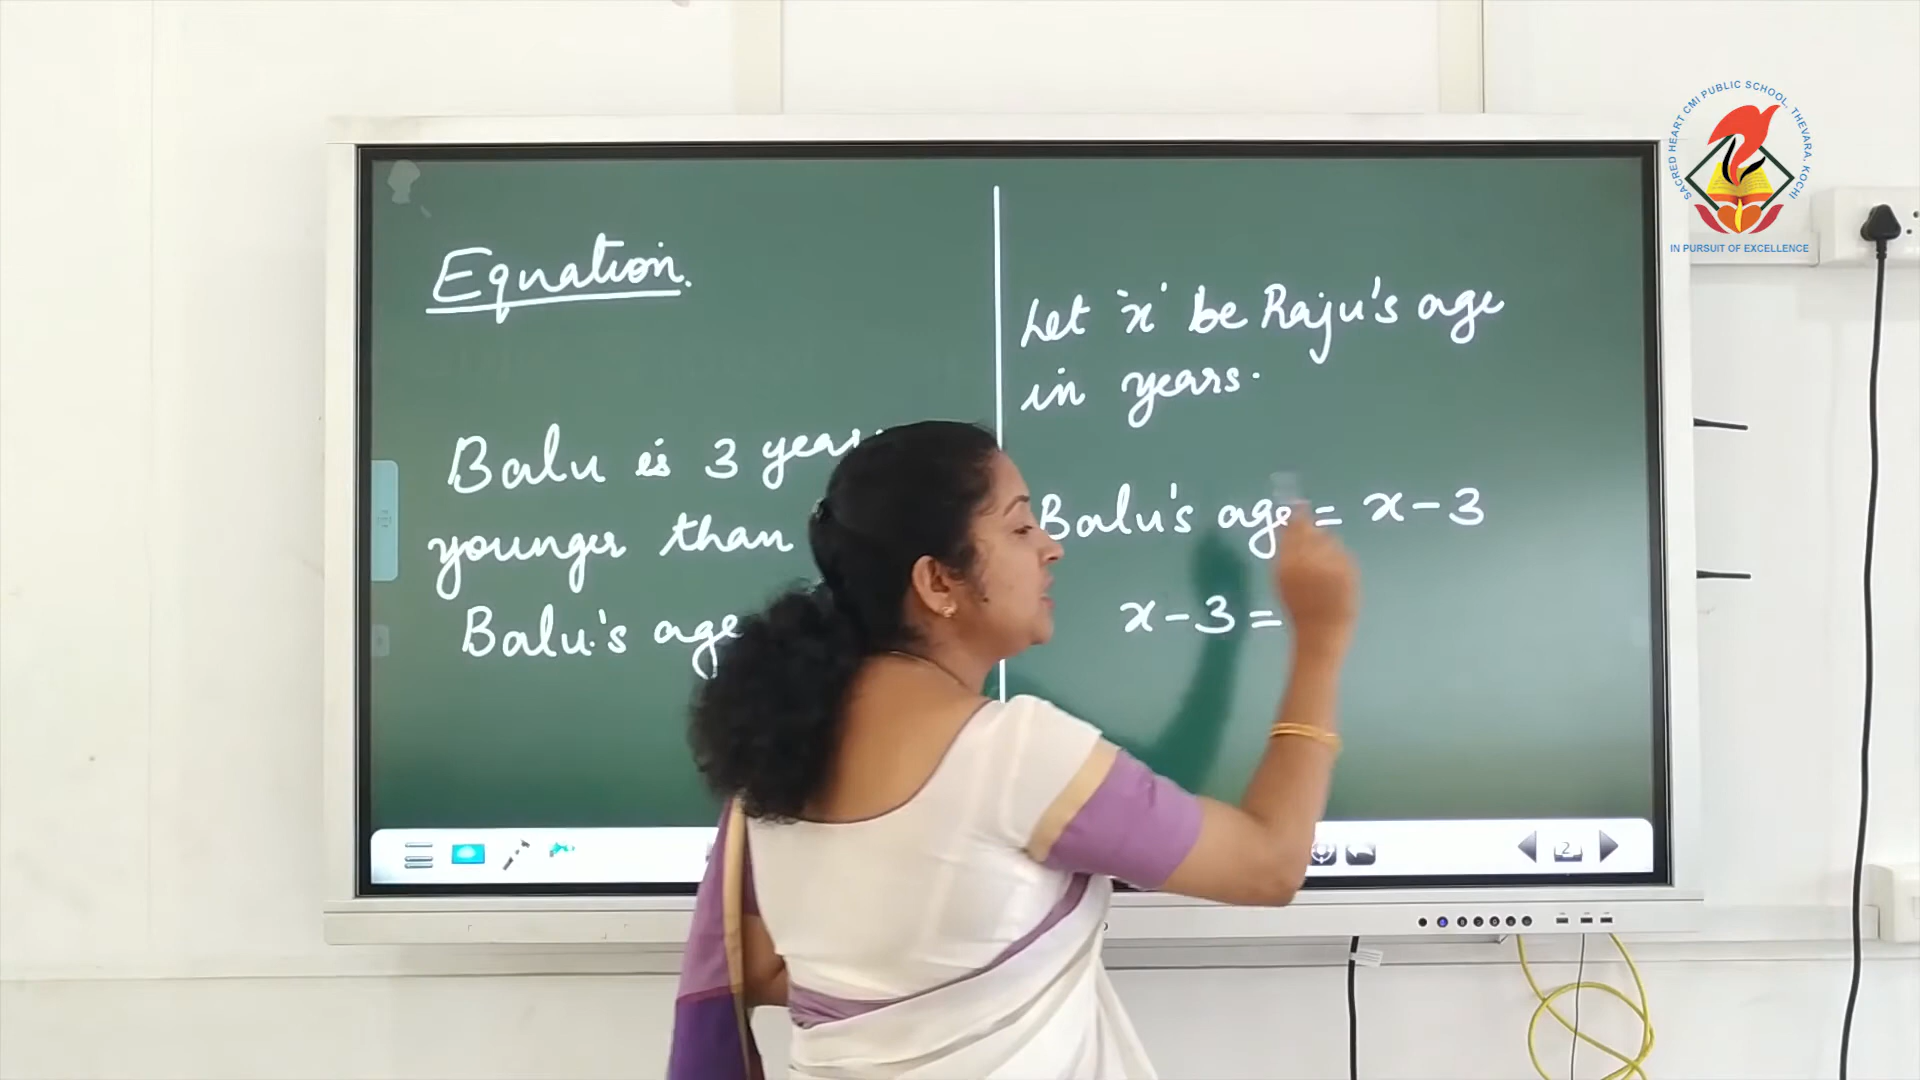 Equation.
Balu is 3
younger than
Balu's age
Let 'x' be Raju's age
in years.
Balu's age = x-3
x-3=
SACRED HEART CMI PUBLIC SCHOOL, THEVARA, KOCHI
IN PURSUIT OF EXCELLENCE
2